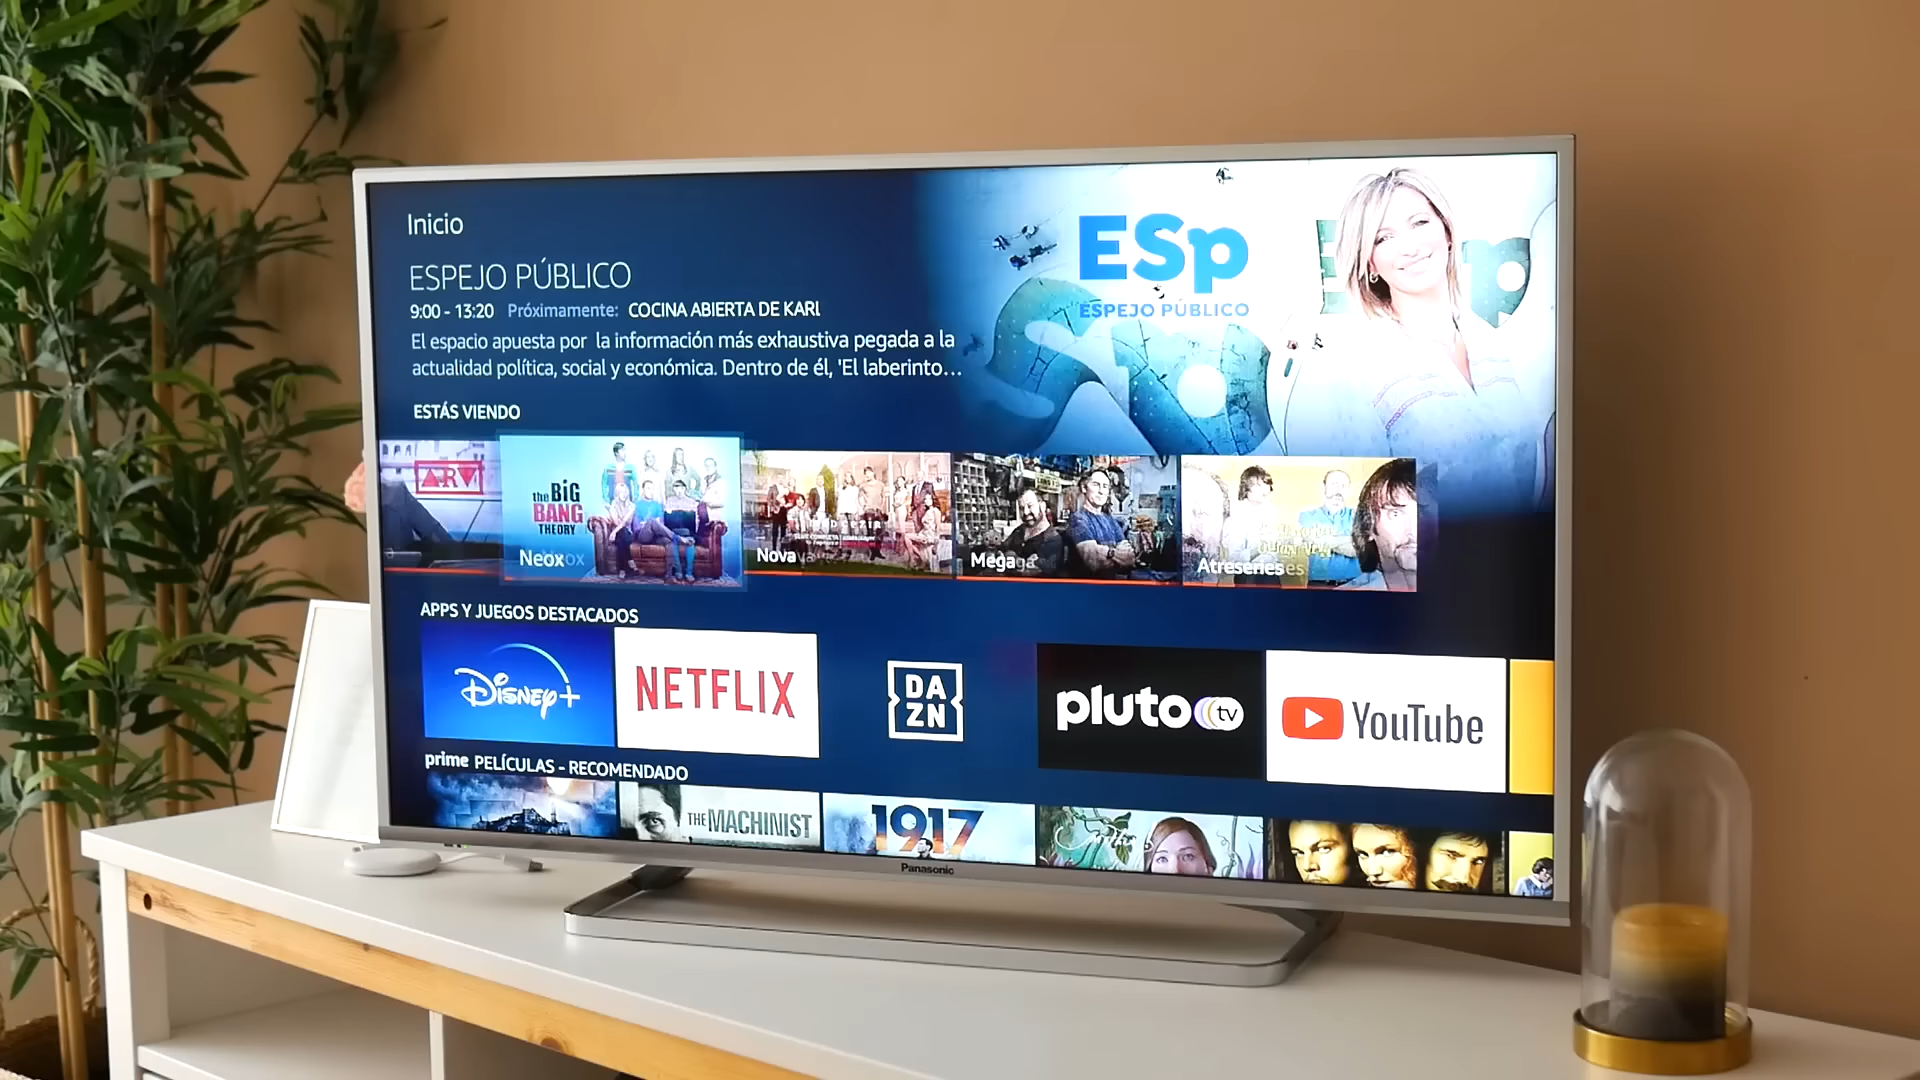 Inicio
ESPEJO PÚBLICO
9:00 - 13:20 Próximamente: COCINA ABIERTA DE KARL
El espacio apuesta por la información más exhaustiva pegada a la
actualidad política, social y económica. Dentro de él, 'El laberinto...
ESp
ESPEJO PÚBLICO
ESTÁS VIENDO
ARV
the BiG
BANG
THEORY
Neox
Nova
Mega
Atreseries
APPS Y JUEGOS DESTACADOS
Disney+
NETFLIX
DA
ZN
pluto tv
YouTube
prime PELÍCULAS - RECOMENDADO
THE MACHINIST
1917
Panasonic